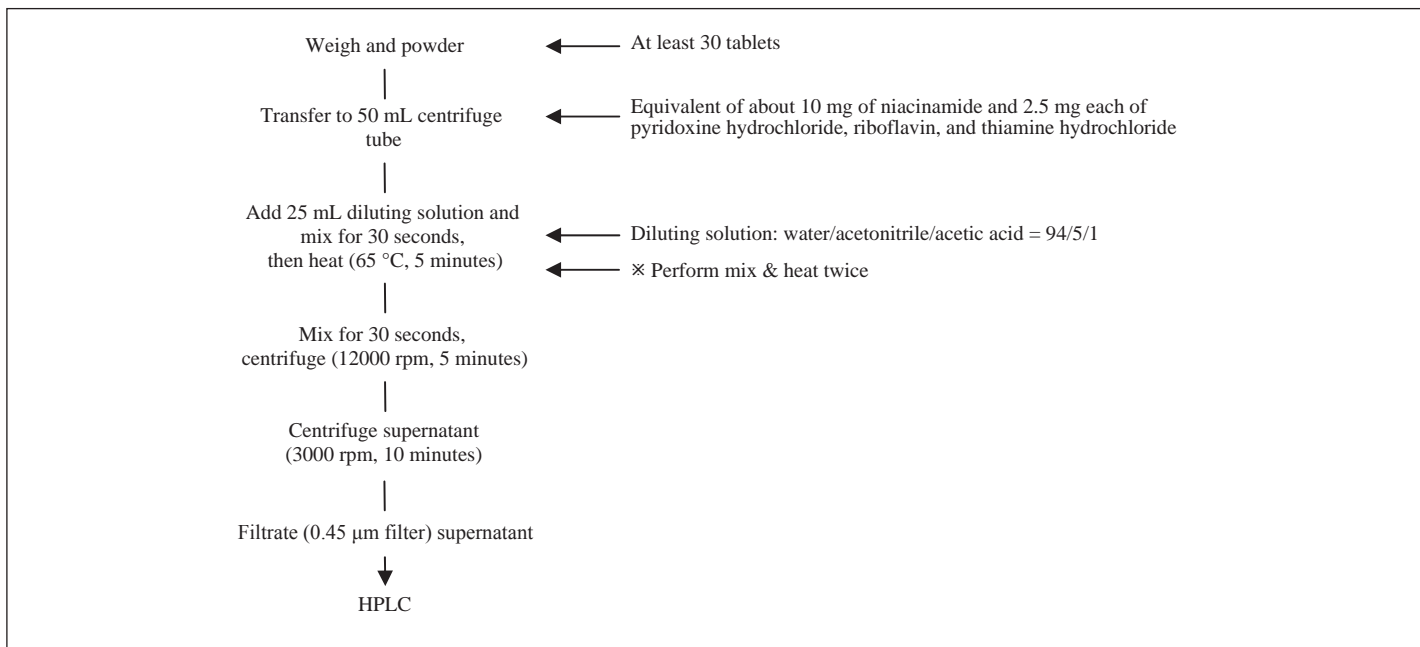 Weigh and powder
At least 30 tablets
Transfer to 50 mL centrifuge
tube
Equivalent of about 10 mg of niacinamide and 2.5 mg each of
pyridoxine hydrochloride, riboflavin, and thiamine hydrochloride
Add 25 mL diluting solution and
mix for 30 seconds,
then heat (65 °C, 5 minutes)
Diluting solution: water/acetonitrile/acetic acid = 94/5/1
※ Perform mix & heat twice
Mix for 30 seconds,
centrifuge (12000 rpm, 5 minutes)
Centrifuge supernatant
(3000 rpm, 10 minutes)
Filtrate (0.45 μm filter) supernatant
HPLC